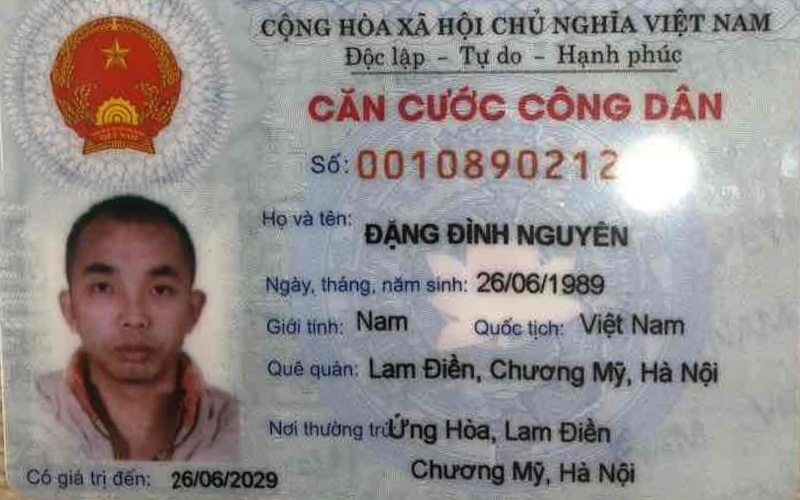 CỘNG HÒA XÃ HỘI CHỦ NGHĨA VIỆT NAM
Độc lập - Tự do - Hạnh phúc
CĂN CƯỚC CÔNG DÂN
Số: 0010890212
Họ và tên: ĐẶNG ĐÌNH NGUYÊN
Ngày, tháng, năm sinh: 26/06/1989
Giới tính: Nam Quốc tịch: Việt Nam
Quê quán: Lam Điền, Chương Mỹ, Hà Nội
Nơi thường trú: Ứng Hòa, Lam Điền
Chương Mỹ, Hà Nội
Có giá trị đến: 26/06/2029